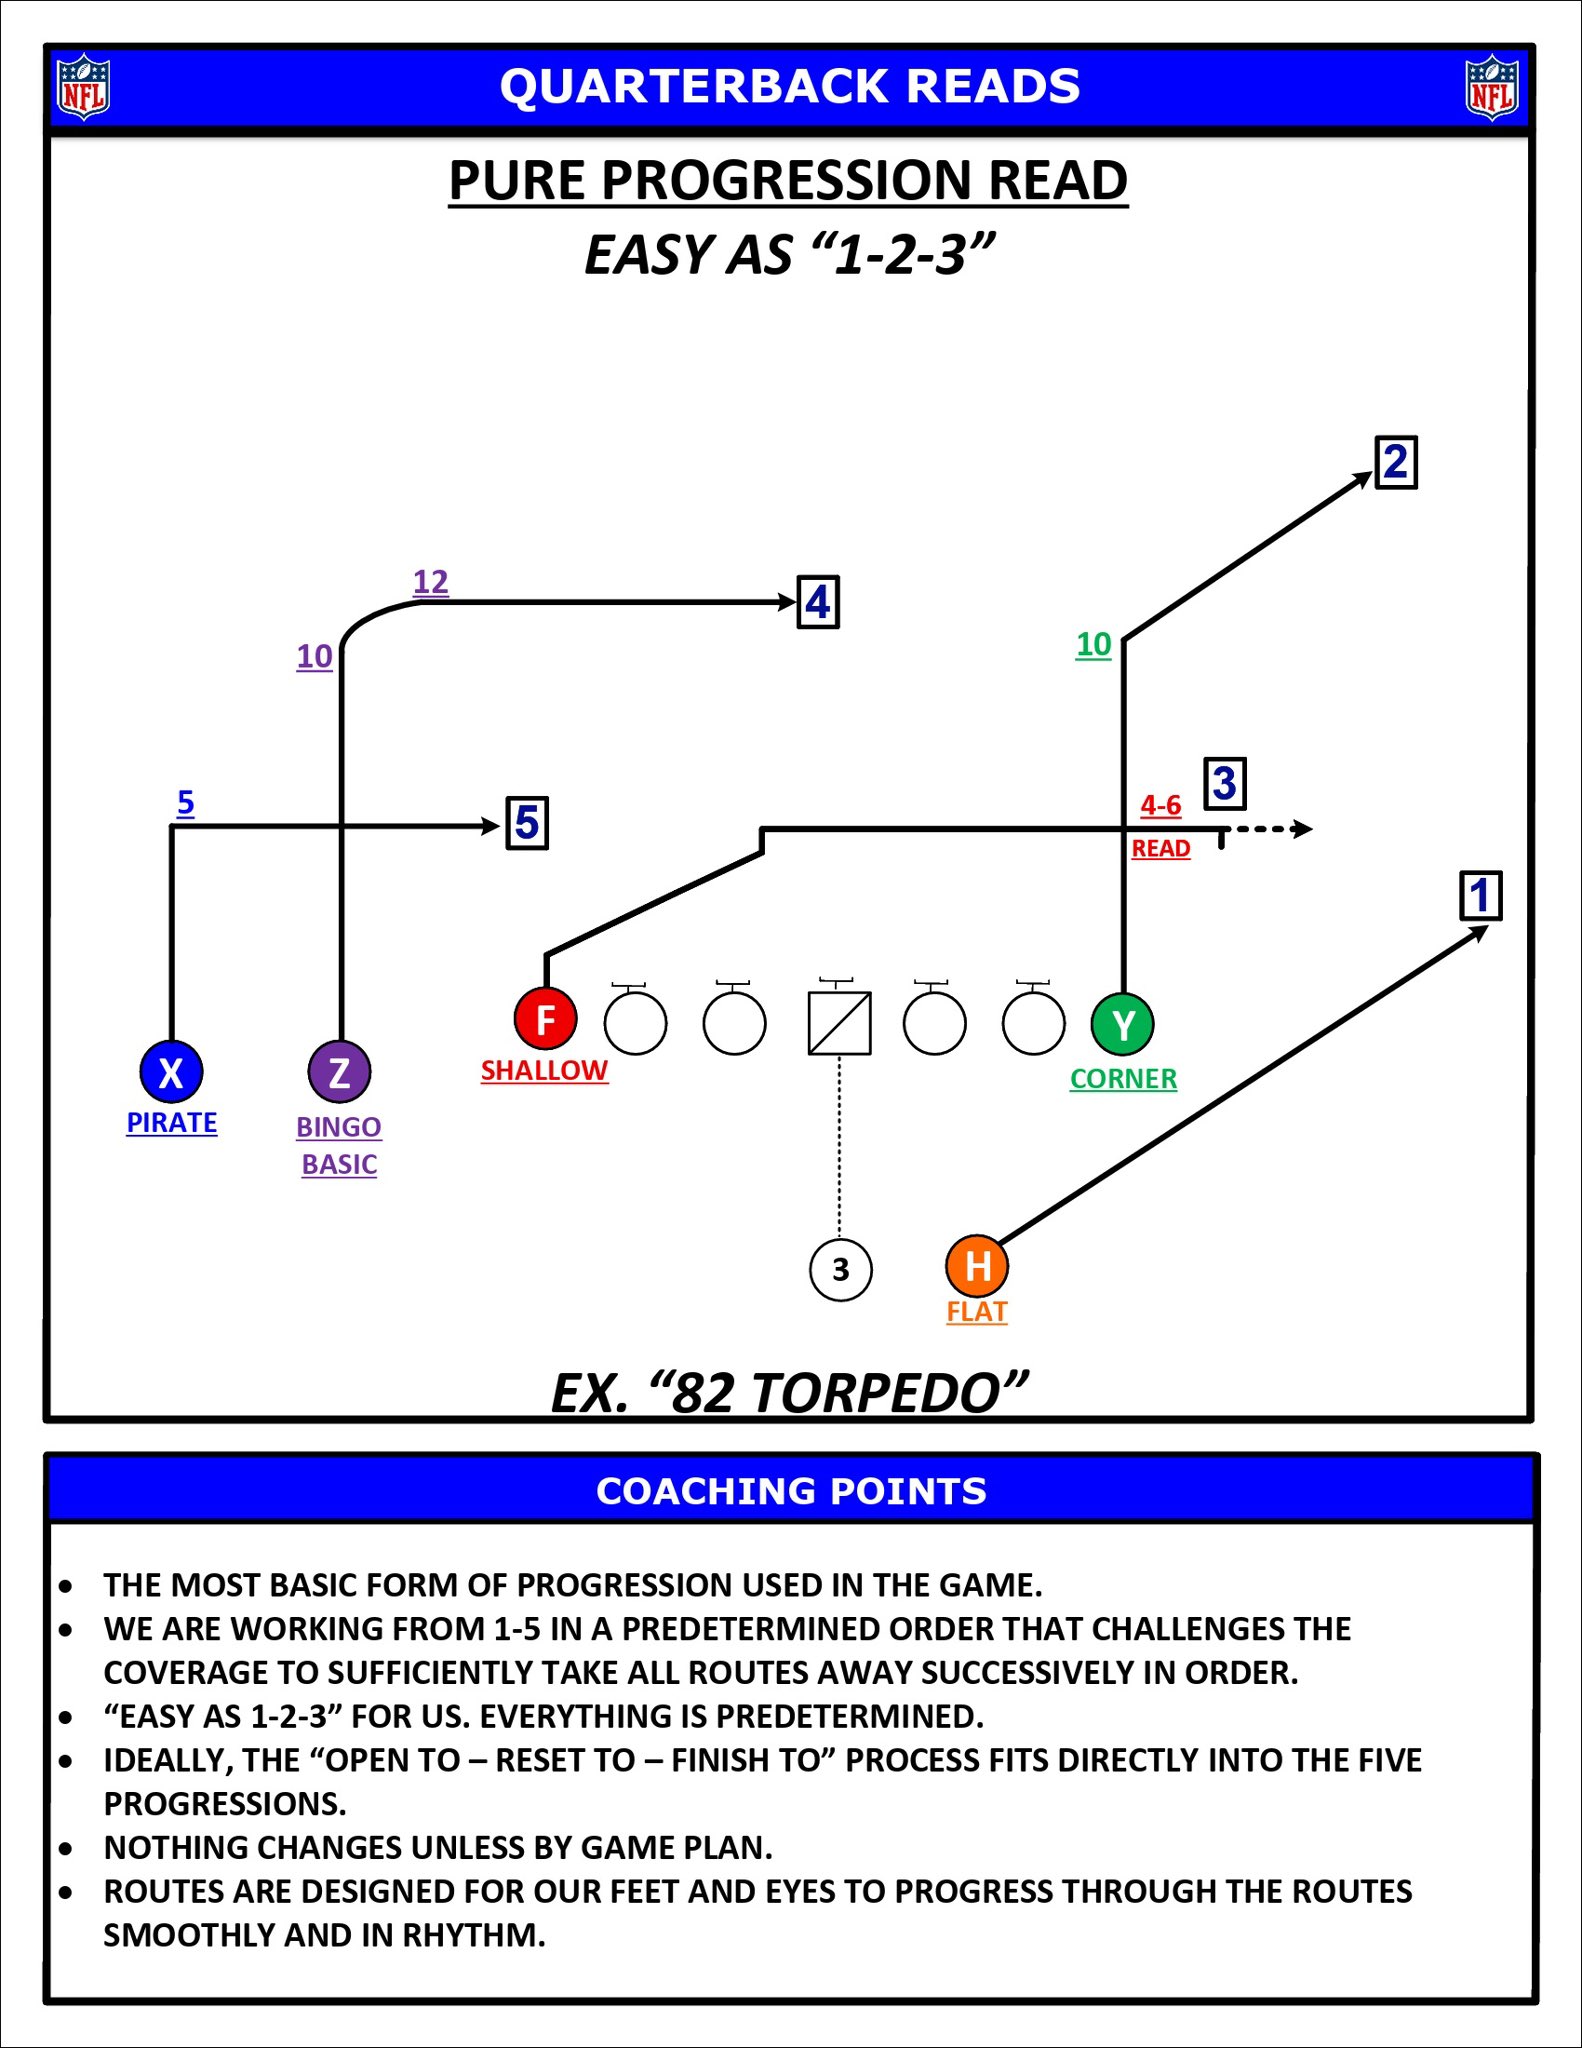 NFL
QUARTERBACK READS
NFL
PURE PROGRESSION READ
EASY AS “1-2-3”
2
12
4
10
10
5
5
4-6
3
READ
1
F
Y
X
Z
SHALLOW
CORNER
PIRATE
BINGO
BASIC
3
H
FLAT
EX. “82 TORPEDO”
COACHING POINTS
• THE MOST BASIC FORM OF PROGRESSION USED IN THE GAME.
• WE ARE WORKING FROM 1-5 IN A PREDETERMINED ORDER THAT CHALLENGES THE
COVERAGE TO SUFFICIENTLY TAKE ALL ROUTES AWAY SUCCESSIVELY IN ORDER.
• “EASY AS 1-2-3” FOR US. EVERYTHING IS PREDETERMINED.
• IDEALLY, THE “OPEN TO – RESET TO – FINISH TO” PROCESS FITS DIRECTLY INTO THE FIVE
PROGRESSIONS.
• NOTHING CHANGES UNLESS BY GAME PLAN.
• ROUTES ARE DESIGNED FOR OUR FEET AND EYES TO PROGRESS THROUGH THE ROUTES
SMOOTHLY AND IN RHYTHM.